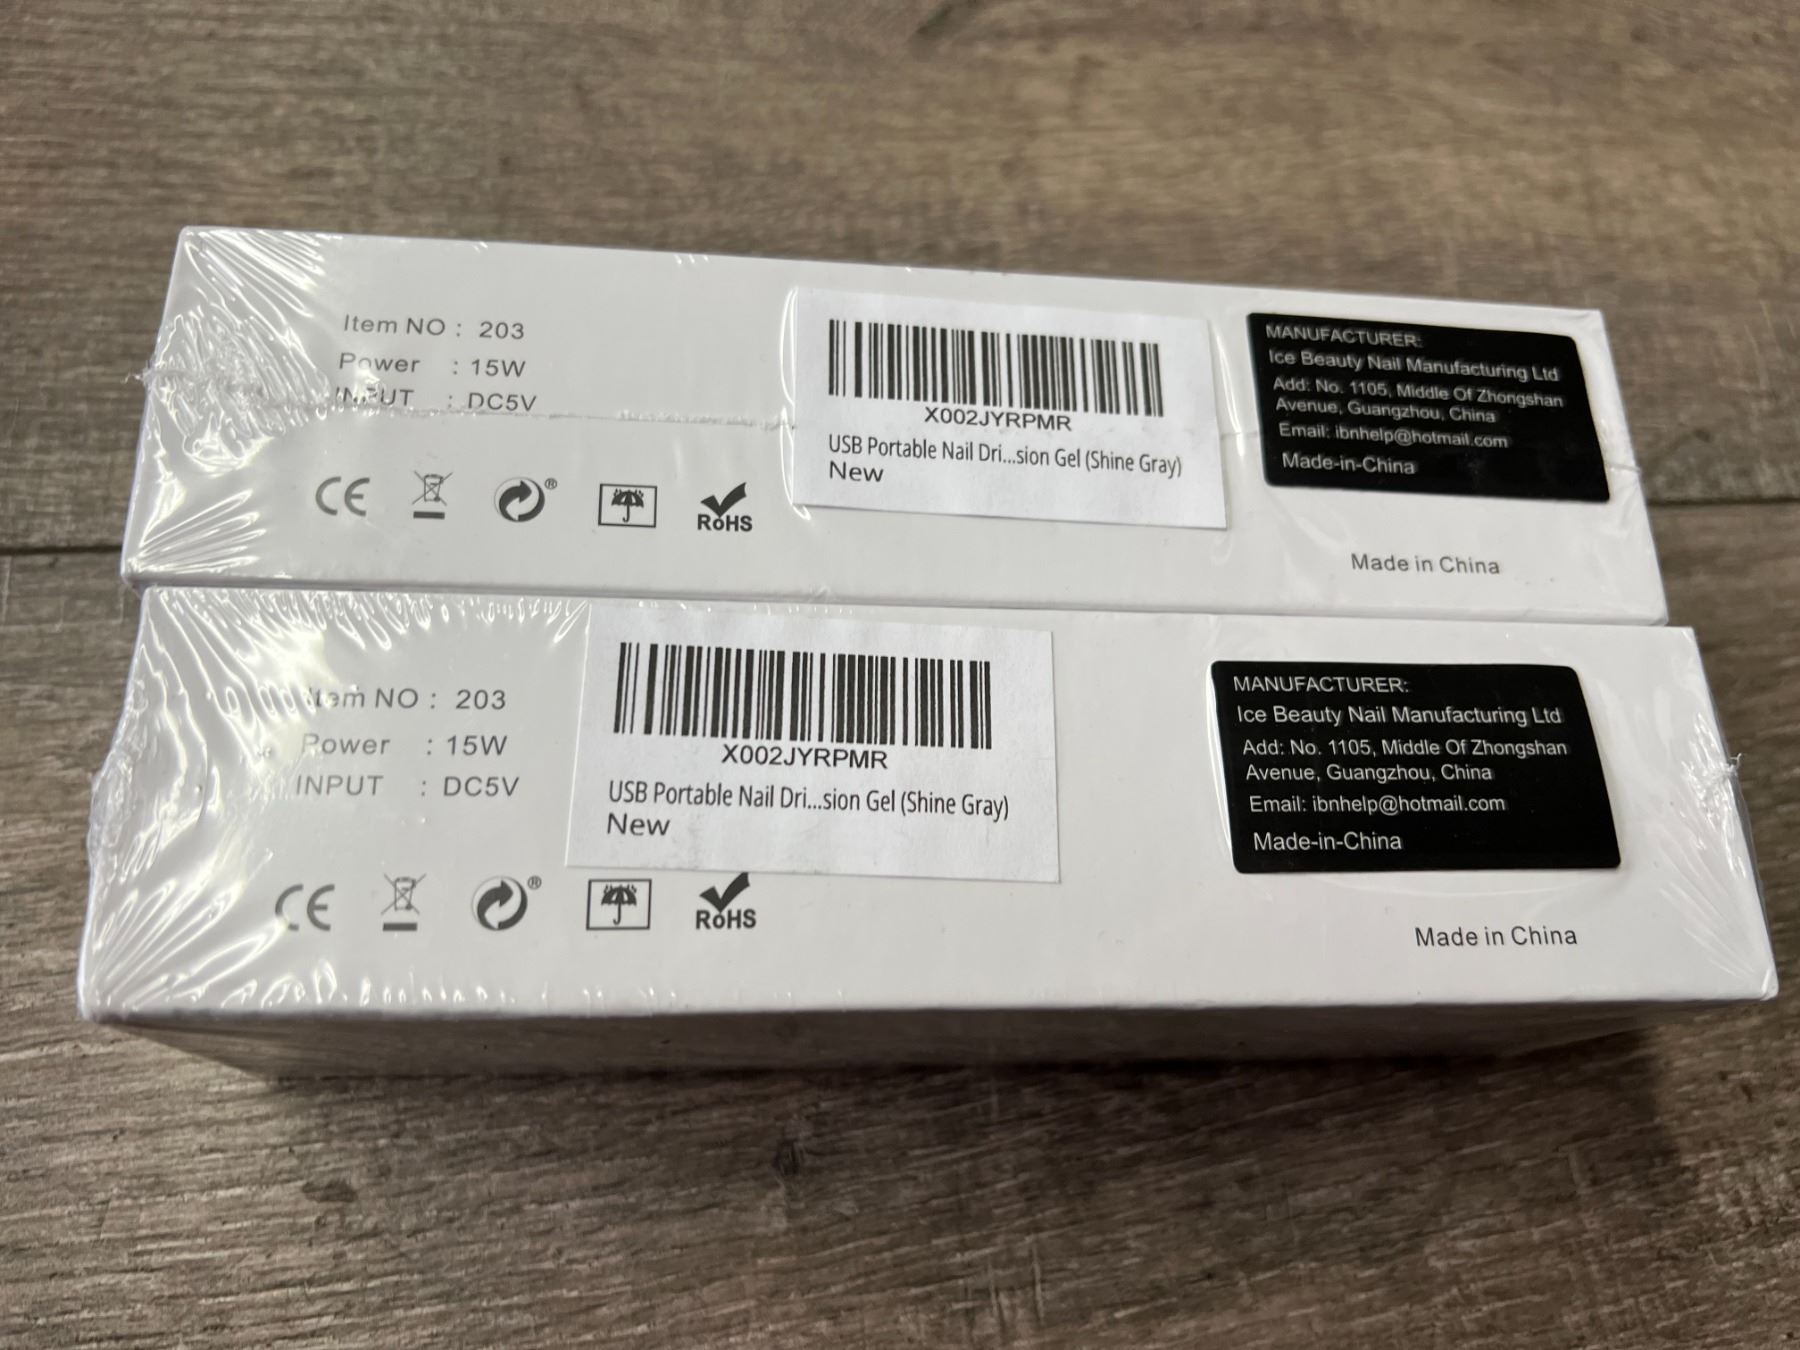 Item NO : 203
Power : 15W
INPUT : DC5V
CE
®
RoHS
X002JYRPMR
USB Portable Nail Dri...sion Gel (Shine Gray)
New
MANUFACTURER:
Ice Beauty Nail Manufacturing Ltd
Add: No. 1105, Middle Of Zhongshan
Avenue, Guangzhou, China
Email: ibnhelp@hotmail.com
Made-in-China
Made in China
Item NO : 203
Power : 15W
INPUT : DC5V
CE
®
RoHS
X002JYRPMR
USB Portable Nail Dri...sion Gel (Shine Gray)
New
MANUFACTURER:
Ice Beauty Nail Manufacturing Ltd
Add: No. 1105, Middle Of Zhongshan
Avenue, Guangzhou, China
Email: ibnhelp@hotmail.com
Made-in-China
Made in China